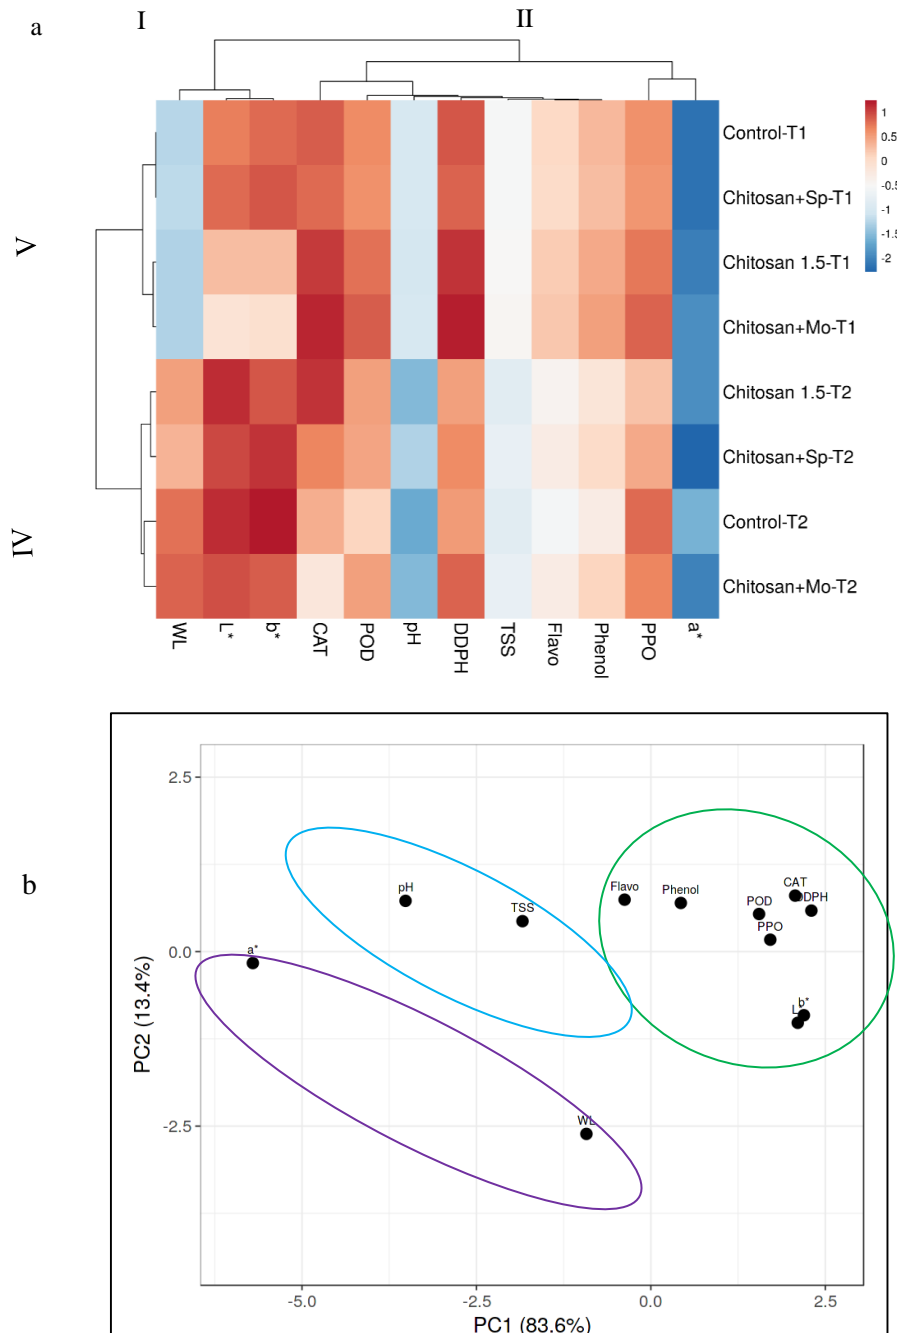 a
I
II
V
IV
Control-T1
Chitosan+Sp-T1
Chitosan 1.5-T1
Chitosan+Mo-T1
Chitosan 1.5-T2
Chitosan+Sp-T2
Control-T2
Chitosan+Mo-T2
1
0.5
0
-0.5
-1
-1.5
-2
WL
L*
b*
CAT
POD
pH
DDPH
TSS
Flavo
Phenol
PPO
a*
b
PC2 (13.4%)
2.5
0.0
-2.5
pH
TSS
Flavo
Phenol
CAT
DDPH
POD
PPO
a*
b*
L*
WL
-5.0
-2.5
0.0
2.5
PC1 (83.6%)